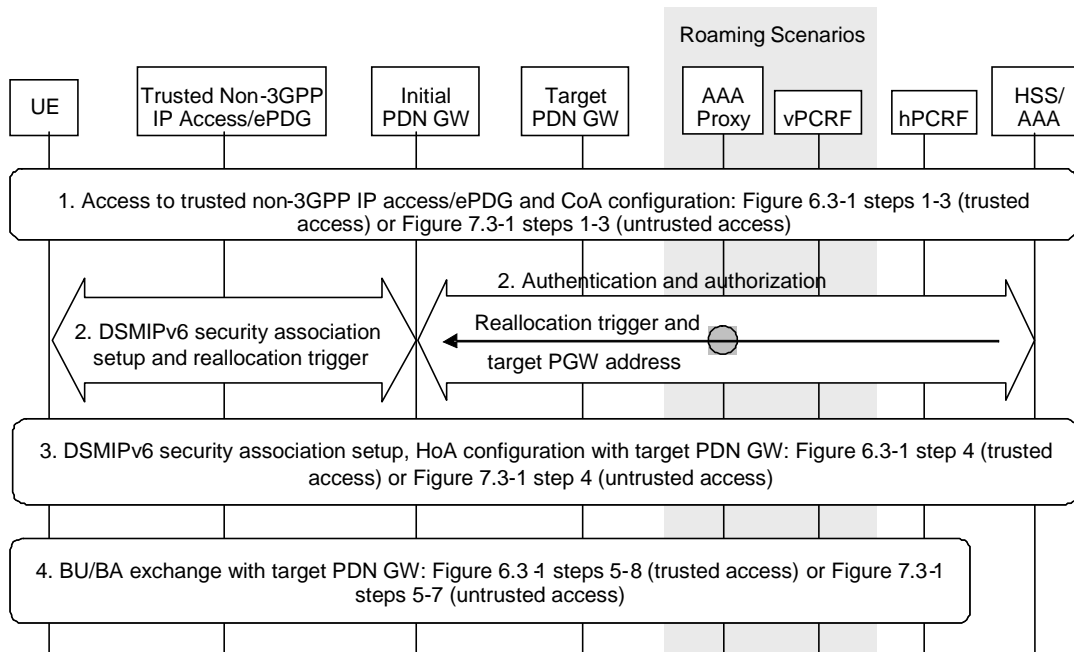 Roaming Scenarios
UE
Trusted Non-3GPP
IP Access/ePDG
Initial
PDN GW
Target
PDN GW
AAA
Proxy
vPCRF
hPCRF
HSS/
AAA
1. Access to trusted non-3GPP IP access/ePDG and CoA configuration: Figure 6.3-1 steps 1-3 (trusted
access) or Figure 7.3-1 steps 1-3 (untrusted access)
2. Authentication and authorization
2. DSMIPv6 security association
setup and reallocation trigger
Reallocation trigger and
target PGW address
3. DSMIPv6 security association setup, HoA configuration with target PDN GW: Figure 6.3-1 step 4 (trusted
access) or Figure 7.3-1 step 4 (untrusted access)
4. BU/BA exchange with target PDN GW: Figure 6.3-1 steps 5-8 (trusted access) or Figure 7.3-1
steps 5-7 (untrusted access)